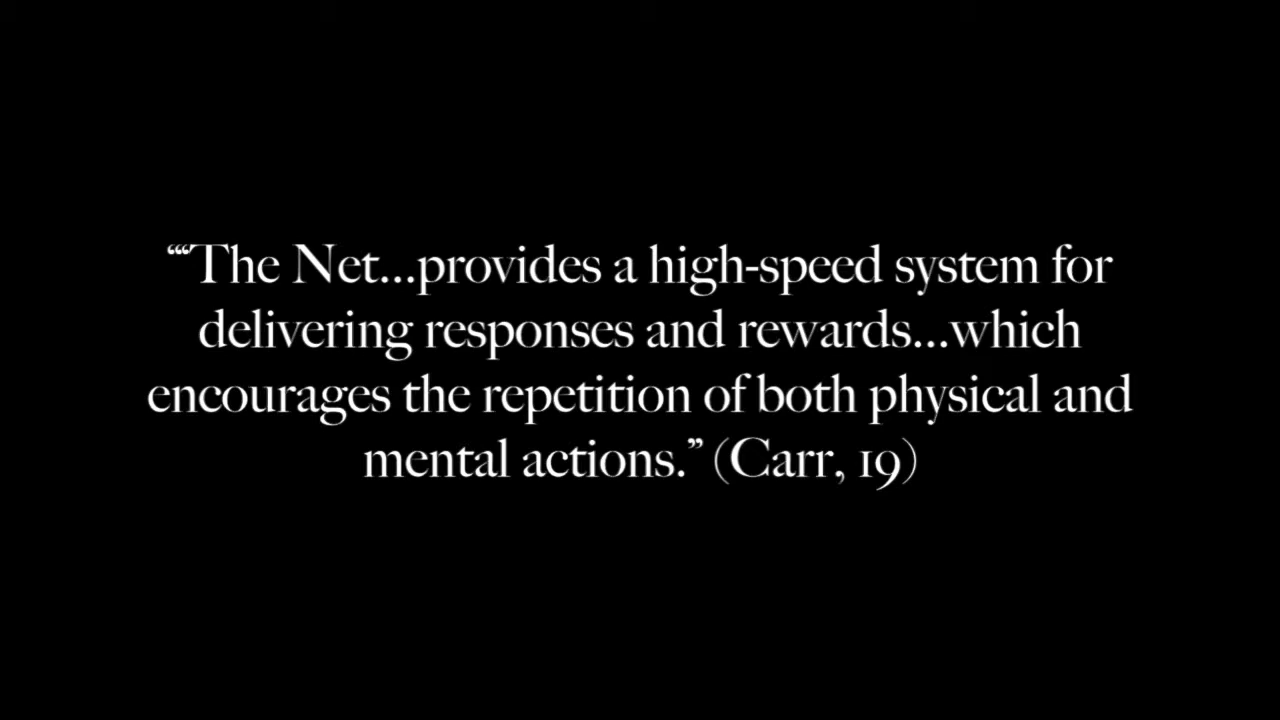 ““The Net...provides a high-speed system for
delivering responses and rewards...which
encourages the repetition of both physical and
mental actions.” (Carr, 19)